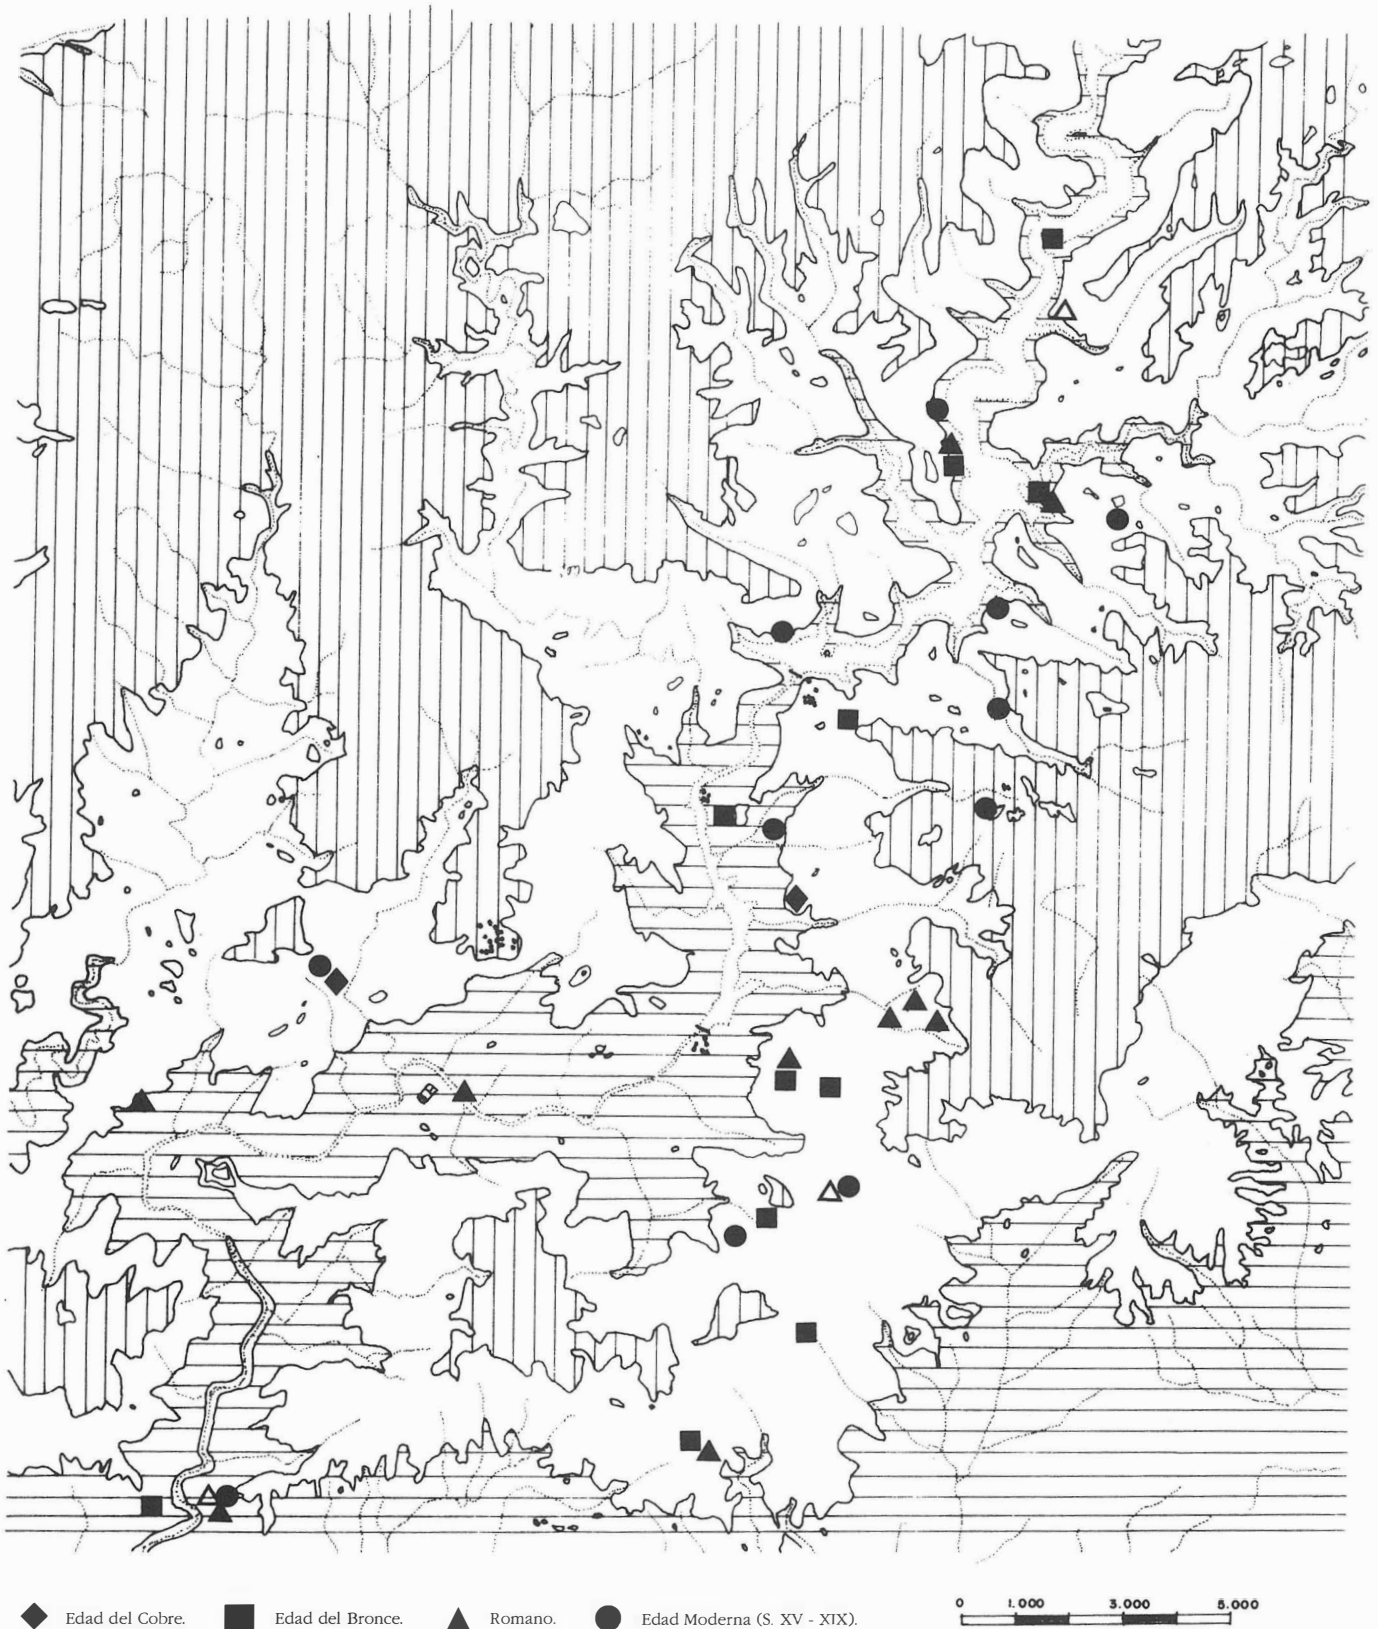 Edad del Cobre. Edad del Bronce. Romano. Edad Moderna (S. XV - XIX).
0 1.000 3.000 5.000